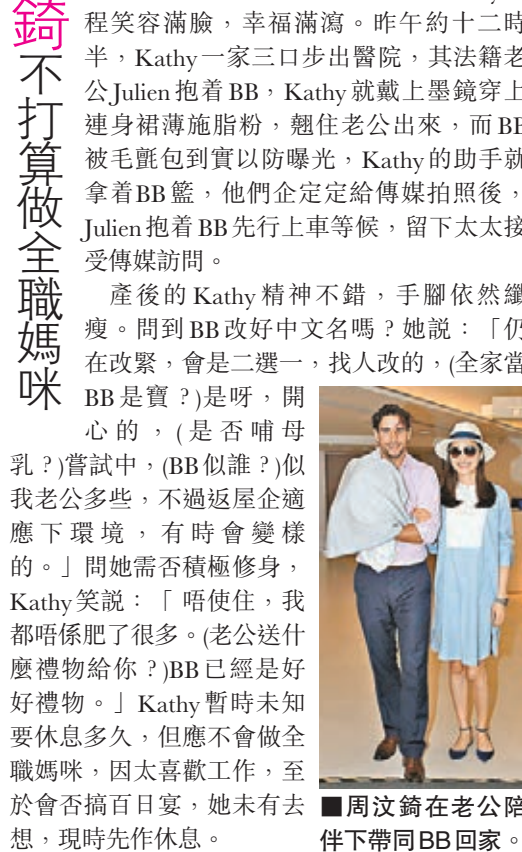 錡不打算做全職媽咪
程笑容滿臉，幸福滿瀉。昨午約十二時
半，Kathy一家三口步出醫院，其法籍老
公Julien抱着BB，Kathy就戴上墨鏡穿上
連身裙薄施脂粉，翹住老公出來，而BB
被毛氈包到實以防曝光，Kathy的助手就
拿着BB籃，他們企定定給傳媒拍照後，
Julien抱着BB先行上車等候，留下太太接
受傳媒訪問。
產後的Kathy精神不錯，手腳依然纖
瘦。問到BB改好中文名嗎？她説：「仍
在改緊，會是二選一，找人改的，(全家當
BB是寶？)是呀，開
心的，(是否哺母
乳？)嘗試中，(BB似誰？)似
我老公多些，不過返屋企適
應下環境，有時會變樣
的。」問她需否積極修身，
Kathy笑説：「唔使住，我
都唔係肥了很多。(老公送什
麼禮物給你？)BB已經是好
好禮物。」Kathy暫時未知
要休息多久，但應不會做全
職媽咪，因太喜歡工作，至
於會否搞百日宴，她未有去
想，現時先作休息。
■周汶錡在老公陪
伴下帶同BB回家。